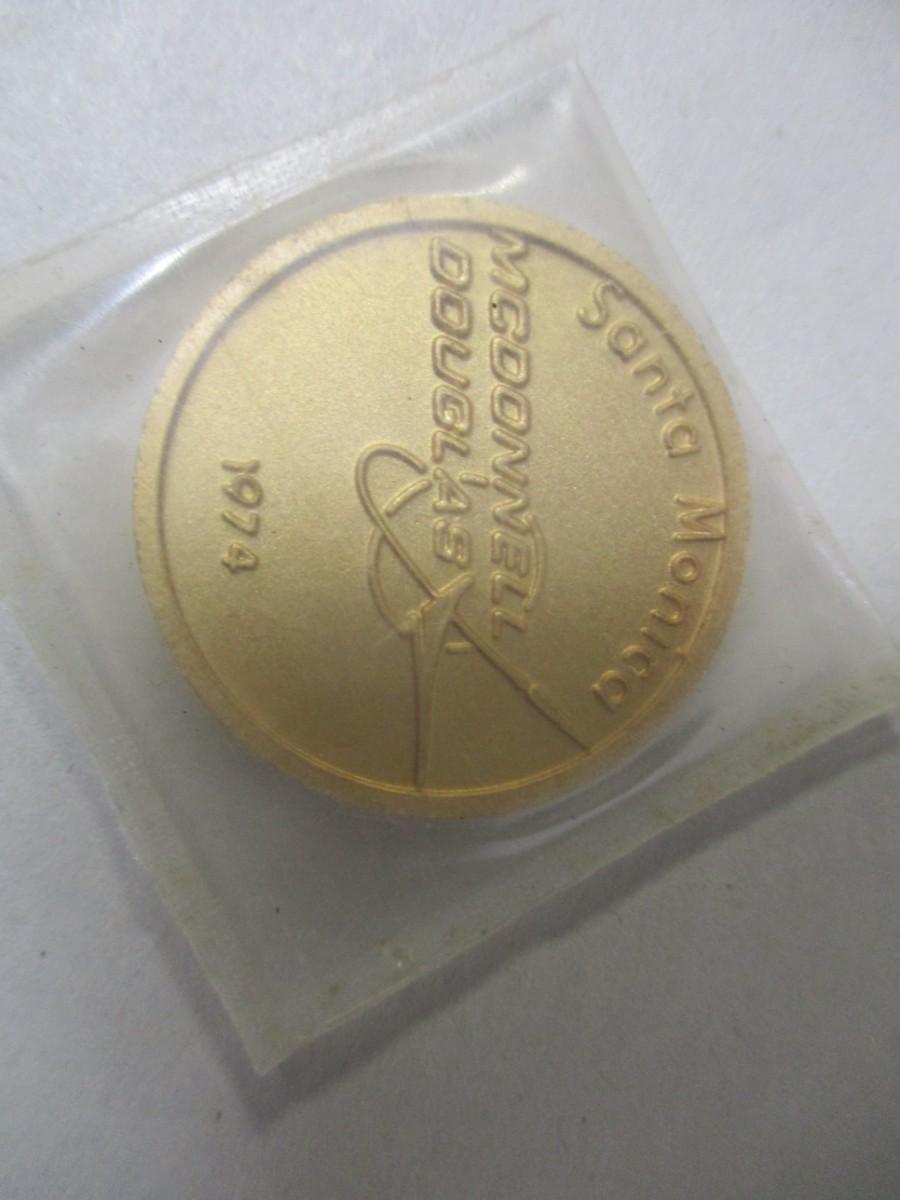 Santa Monica
MCDONNELL
DOUGLAS
1974